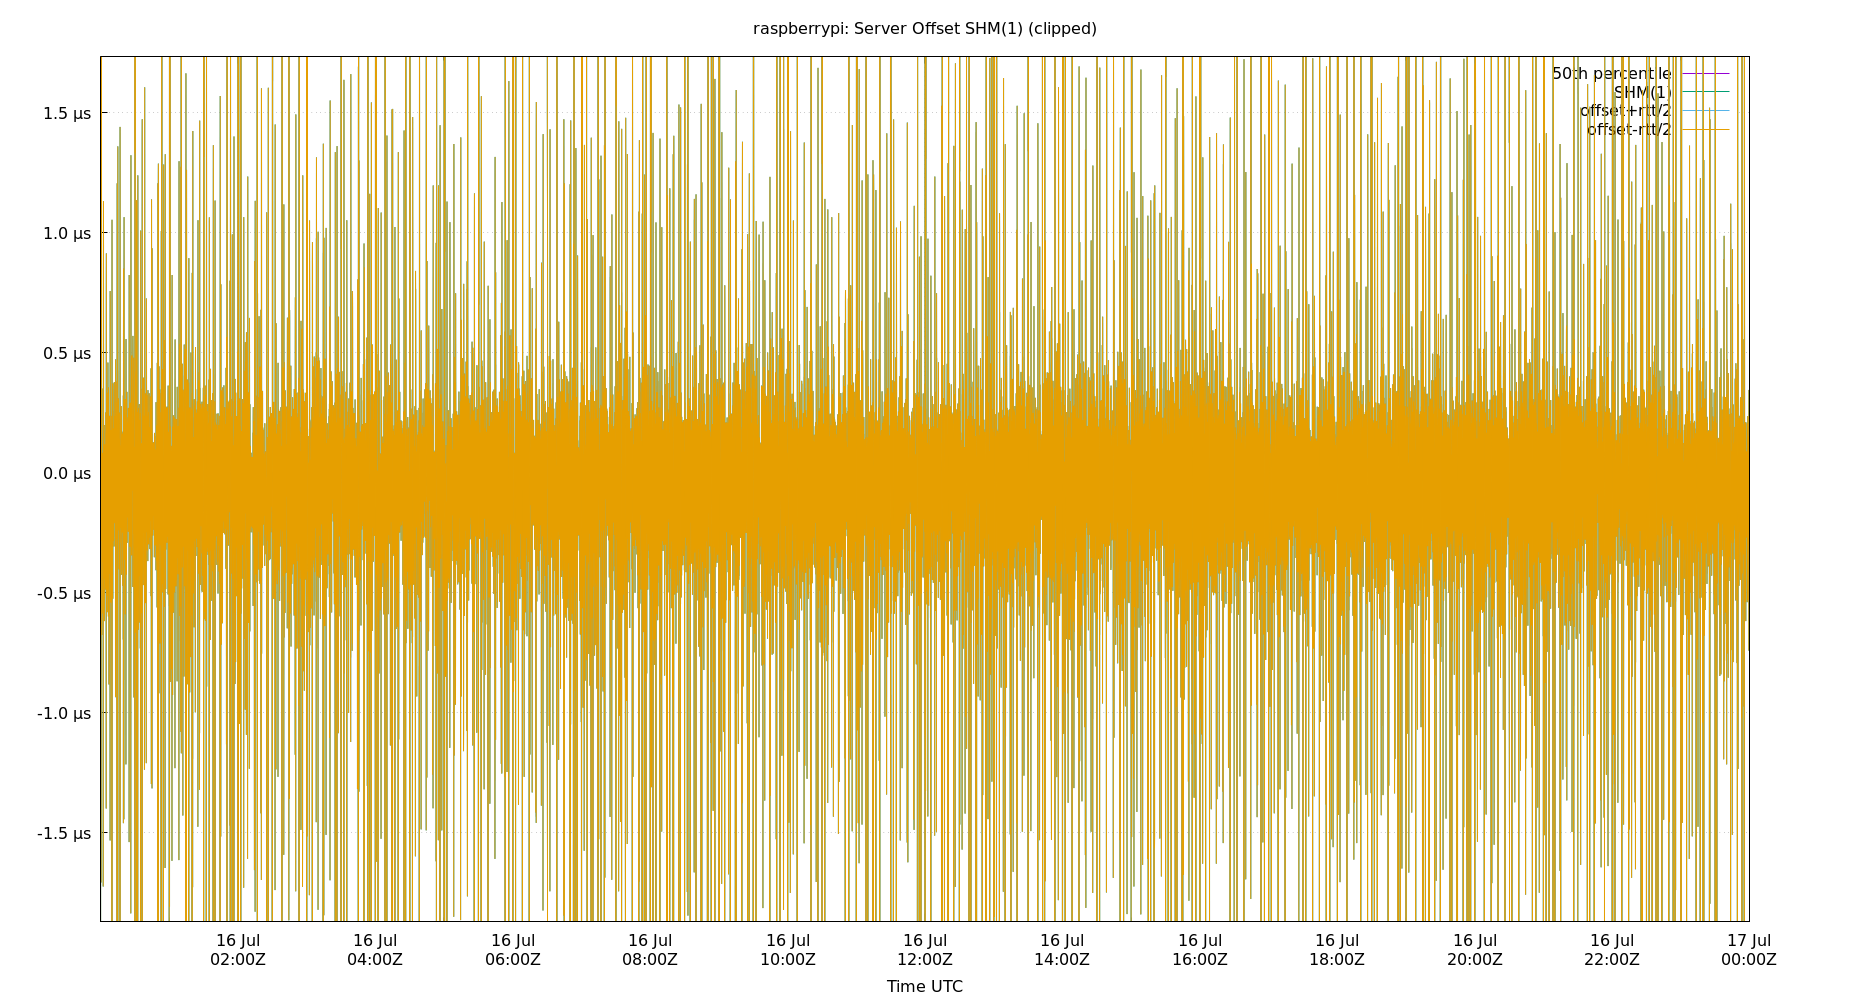 raspberrypi: Server Offset SHM(1) (clipped)
50th percentile
SHM(1)
offset+rtt/2
offset-rtt/2
1.5 µs
1.0 µs
0.5 µs
0.0 µs
-0.5 µs
-1.0 µs
-1.5 µs
16 Jul 16 Jul 16 Jul 16 Jul 16 Jul 16 Jul 16 Jul 16 Jul 16 Jul 16 Jul 16 Jul 17 Jul
02:00Z 04:00Z 06:00Z 08:00Z 10:00Z 12:00Z 14:00Z 16:00Z 18:00Z 20:00Z 22:00Z 00:00Z
Time UTC